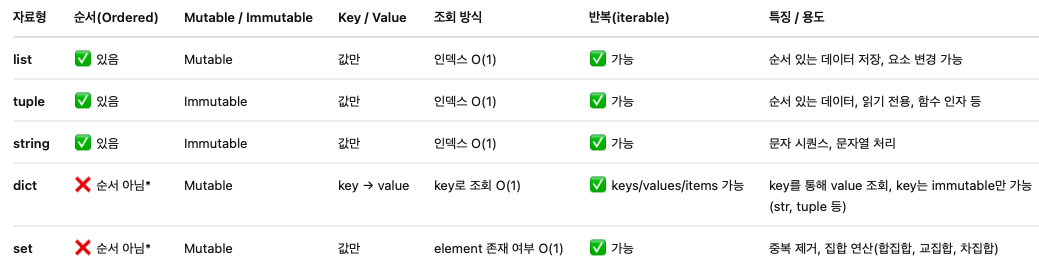 자료형 순서(Ordered) Mutable / Immutable Key / Value 조회 방식 반복(iterable) 특징 / 용도
list ✅ 있음 Mutable 값만 인덱스 O(1) ✅ 가능 순서 있는 데이터 저장, 요소 변경 가능
tuple ✅ 있음 Immutable 값만 인덱스 O(1) ✅ 가능 순서 있는 데이터, 읽기 전용, 함수 인자 등
string ✅ 있음 Immutable 값만 인덱스 O(1) ✅ 가능 문자 시퀀스, 문자열 처리
dict ❌ 순서 아님* Mutable key → value key로 조회 O(1) ✅ keys/values/items 가능 key를 통해 value 조회, key는 immutable만 가능
(str, tuple 등)
set ❌ 순서 아님* Mutable 값만 element 존재 여부 O(1) ✅ 가능 중복 제거, 집합 연산(합집합, 교집합, 차집합)